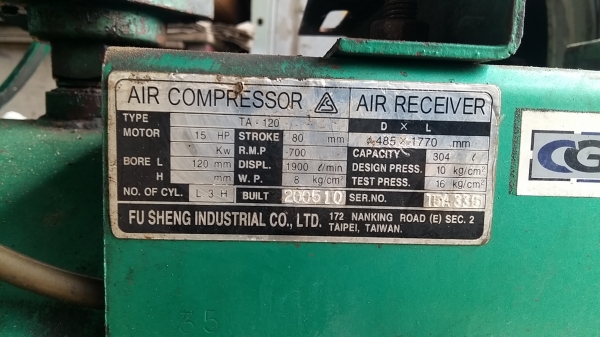 AIR COMPRESSOR FS AIR RECEIVER
TYPE TA-120 D X L
MOTOR 15 HP STROKE 80 mm 485 X 1770 mm
Kw R.P.M 700 CAPACITY 304 ℓ
BORE L 120 mm DISPL. 1900 ℓ/min DESIGN PRESS. 10 kg/cm²
H mm W.P. 8 kg/cm² TEST PRESS. 16 kg/cm²
NO. OF CYL. L 3 H BUILT 200610 SER.NO.
FU SHENG INDUSTRIAL CO., LTD. 172 NANKING ROAD (E) SEC. 2
TAIPEI, TAIWAN.
CG
35